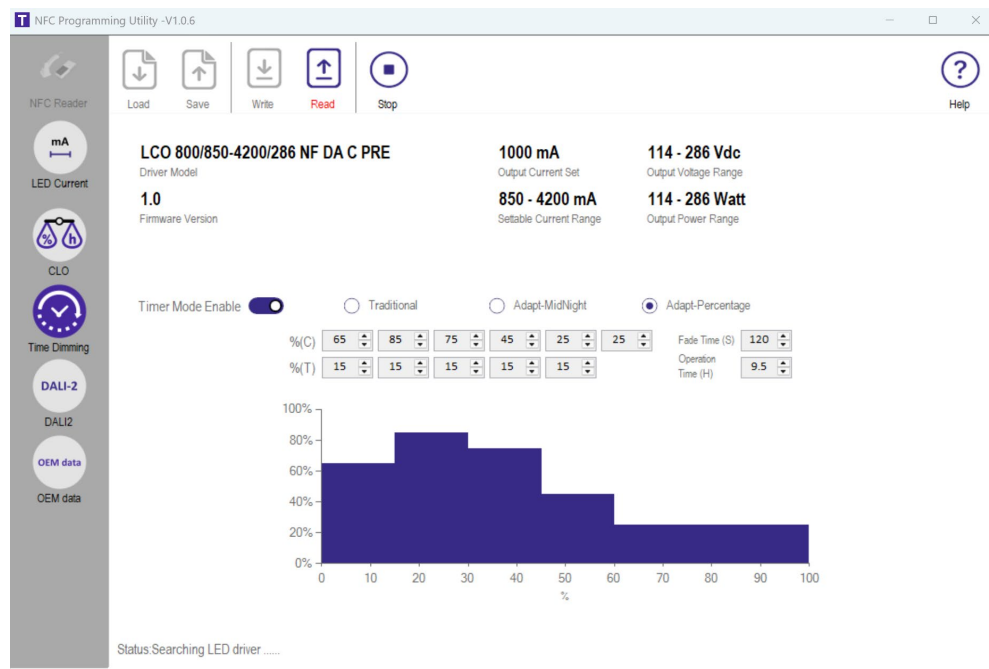 T NFC Programming Utility -V1.0.6
NFC Reader
mA
LED Current
% h
CLO
Time Dimming
DALI-2
DALI2
OEM data
OEM data
Load Save Write Read Stop
? Help
LCO 800/850-4200/286 NF DA C PRE
Driver Model
1.0
Firmware Version
1000 mA
Output Current Set
850 - 4200 mA
Settable Current Range
114 - 286 Vdc
Output Voltage Range
114 - 286 Watt
Output Power Range
Timer Mode Enable Traditional Adapt-MidNight Adapt-Percentage
%(C) 65 85 75 45 25 25 Fade Time (S) 120
%(T) 15 15 15 15 15 Operation Time (H) 9.5
100%
80%
60%
40%
20%
0%
0 10 20 30 40 50 60 70 80 90 100
%
Status:Searching LED driver ......